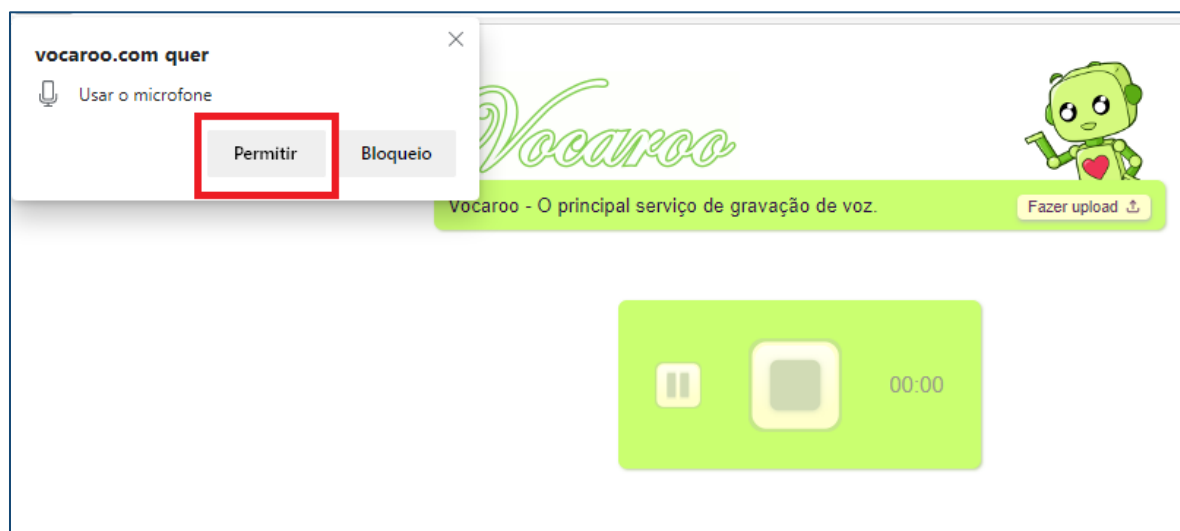 vocaroo.com quer
Usar o microfone
Permitir
Bloqueio
Vocaroo
Vocaroo - O principal serviço de gravação de voz.
Fazer upload
00:00